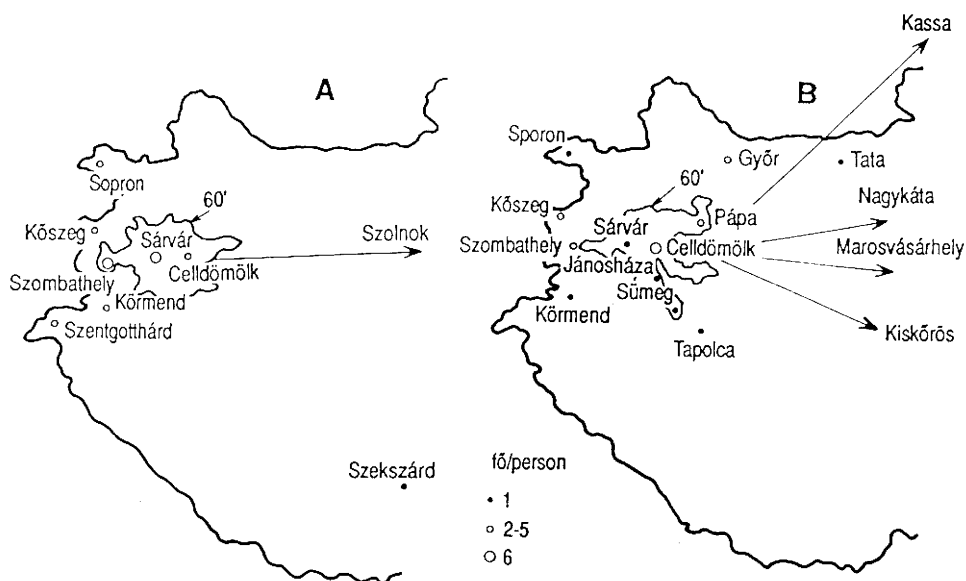 A
Sopron
60'
Kőszeg
Sárvár
Szolnok
Szombathely
Celldömölk
Körmend
Szentgotthárd
Szekszárd
Kassa
B
Sporon
Győr
Tata
60'
Nagykáta
Kőszeg
Pápa
Sárvár
Szombathely
Celldömölk
Marosvásárhely
Jánosháza
Sümeg
Körmend
Kiskőrös
Tapolca
fő/person
1
2-5
6